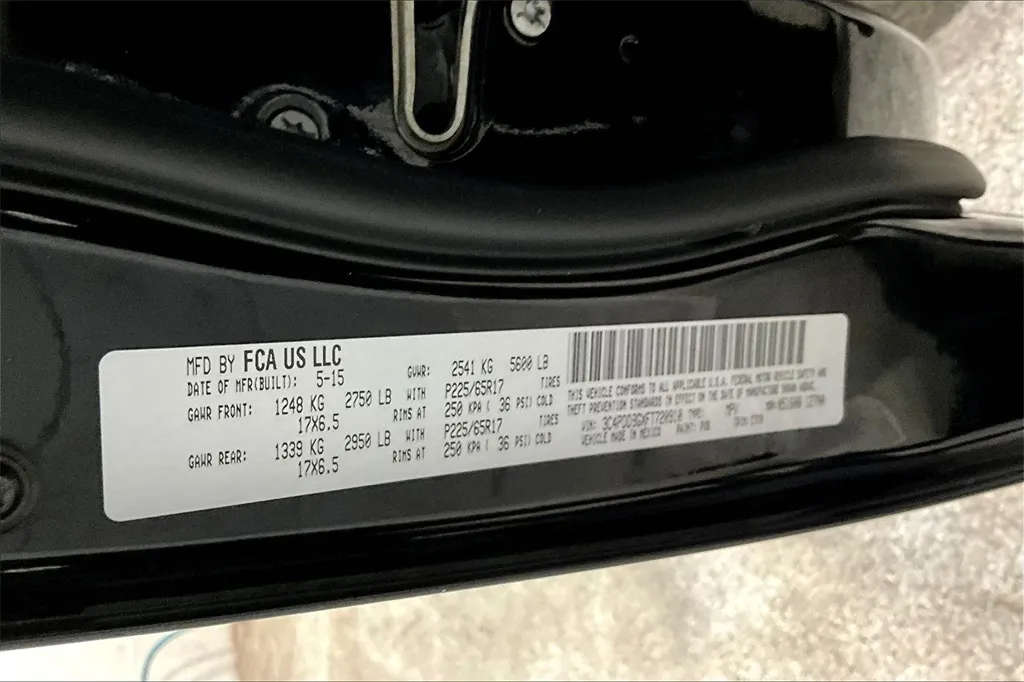 MFD BY FCA US LLC
DATE OF MFR(BUILT): 5-15 GVWR: 2541 KG 5600 LB
GAWR FRONT: 1248 KG 2750 LB WITH P225/65R17 TIRES
17X6.5 RIMS AT 250 KPA ( 36 PSI) COLD
GAWR REAR: 1339 KG 2950 LB WITH P225/65R17 TIRES
17X6.5 RIMS AT 250 KPA ( 36 PSI) COLD
THIS VEHICLE CONFORMS TO ALL APPLICABLE U.S.A. FEDERAL MOTOR VEHICLE SAFETY AND
THEFT PREVENTION STANDARDS IN EFFECT ON THE DATE OF MANUFACTURE SHOWN ABOVE.
VIN: TYPE: MPV
VEHICLE MADE IN MEXICO PAINT: TRIM: